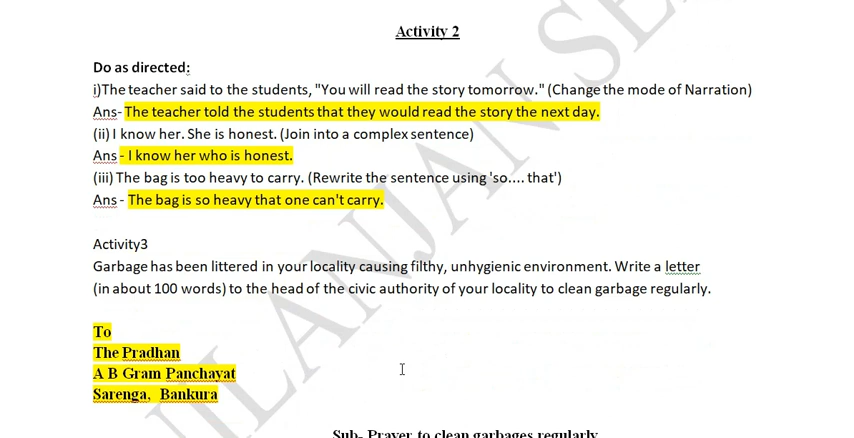 Activity 2
Do as directed:
i)The teacher said to the students, "You will read the story tomorrow." (Change the mode of Narration)
Ans- The teacher told the students that they would read the story the next day.
(ii) I know her. She is honest. (Join into a complex sentence)
Ans - I know her who is honest.
(iii) The bag is too heavy to carry. (Rewrite the sentence using 'so.... that')
Ans - The bag is so heavy that one can't carry.
Activity3
Garbage has been littered in your locality causing filthy, unhygienic environment. Write a letter
(in about 100 words) to the head of the civic authority of your locality to clean garbage regularly.
To
The Pradhan
A B Gram Panchayat
Sarenga, Bankura
Sub- Prayer to clean garbages regularly